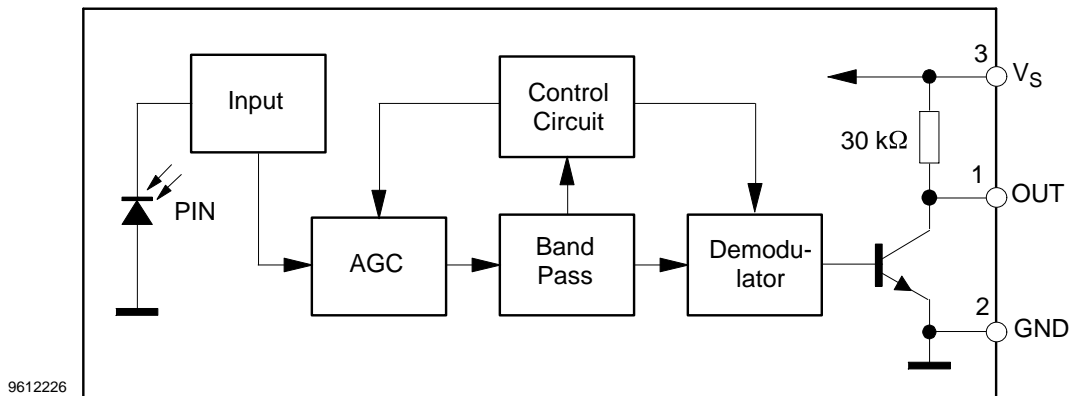 Input
Control
Circuit
3
V_S
30 kΩ
1
OUT
PIN
AGC
Band
Pass
Demodu-
lator
2
GND
9612226